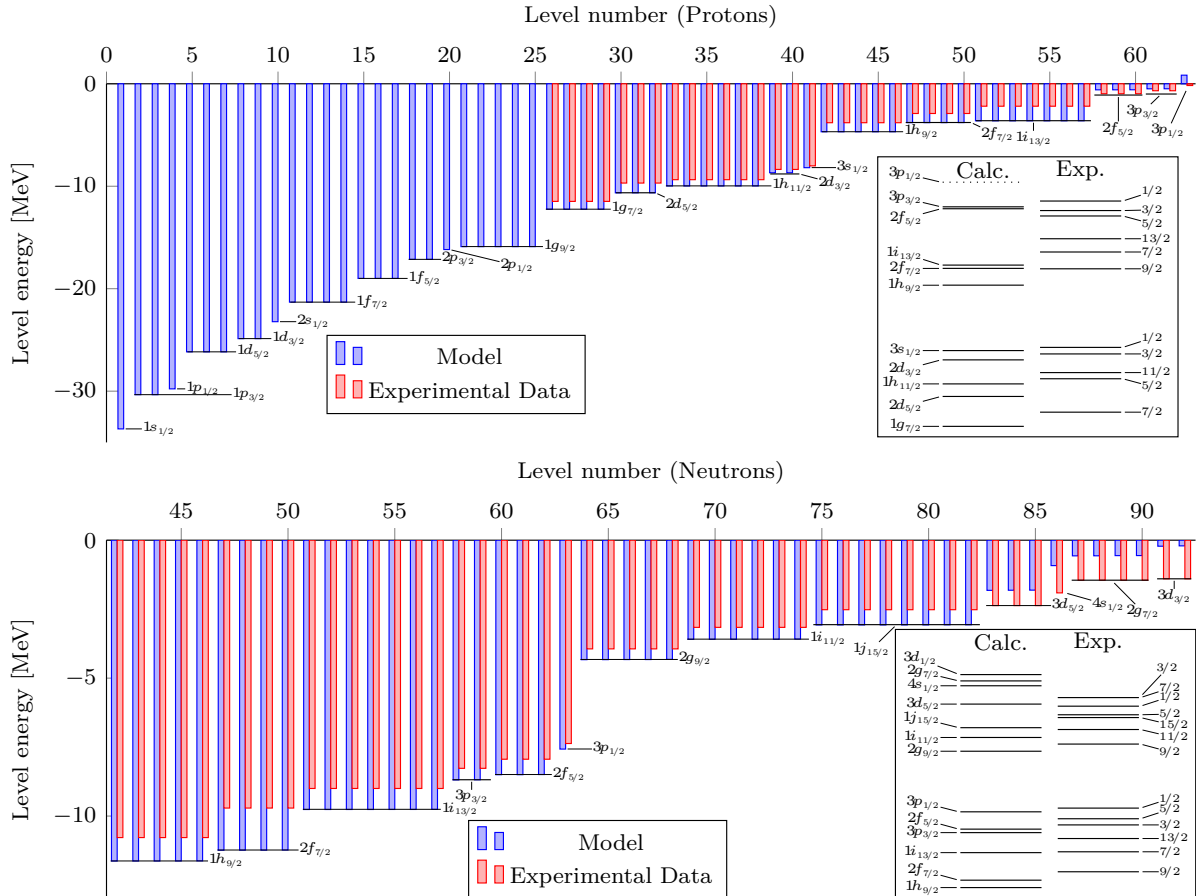 Level number (Protons)
0 5 10 15 20 25 30 35 40 45 50 55 60
Level energy [MeV]
0
−10
−20
−30
1s1/2
1p3/2
1p1/2
1d5/2
1d3/2
2s1/2
1f7/2
1f5/2
2p3/2
2p1/2
1g9/2
1g7/2
2d5/2
1h11/2
2d3/2
3s1/2
1h9/2
2f7/2
1i13/2
2f5/2
3p3/2
3p1/2
Model
Experimental Data
Calc. Exp.
3p1/2
3p3/2
2f5/2
1i13/2
2f7/2
1h9/2
3s1/2
2d3/2
1h11/2
2d5/2
1g7/2
1/2
3/2
5/2
13/2
7/2
9/2
1/2
3/2
11/2
5/2
7/2
Level number (Neutrons)
45 50 55 60 65 70 75 80 85 90
Level energy [MeV]
0
−5
−10
1h9/2
2f7/2
1i13/2
3p3/2
2f5/2
3p1/2
2g9/2
1i11/2
1j15/2
3d5/2
4s1/2
2g7/2
3d3/2
Model
Experimental Data
Calc. Exp.
3d1/2
2g7/2
4s1/2
3d5/2
1j15/2
1i11/2
2g9/2
3p1/2
2f5/2
3p3/2
1i13/2
2f7/2
1h9/2
3/2
7/2
1/2
5/2
15/2
11/2
9/2
1/2
5/2
3/2
13/2
7/2
9/2